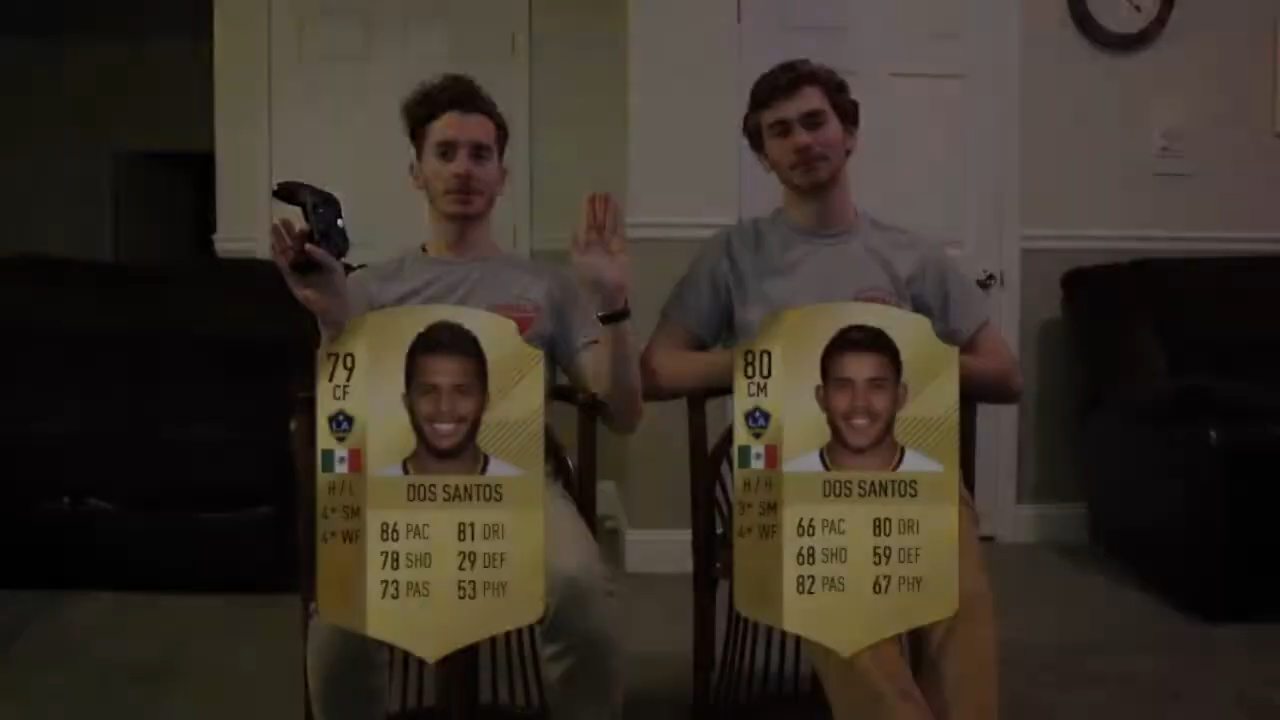 79
CF
LA
H / L
4* SM
4* WF
DOS SANTOS
86 PAC 81 DRI
78 SHO 29 DEF
73 PAS 53 PHY
80
CM
LA
3* SM
4* WF
DOS SANTOS
66 PAC 80 DRI
68 SHO 59 DEF
82 PAS 67 PHY